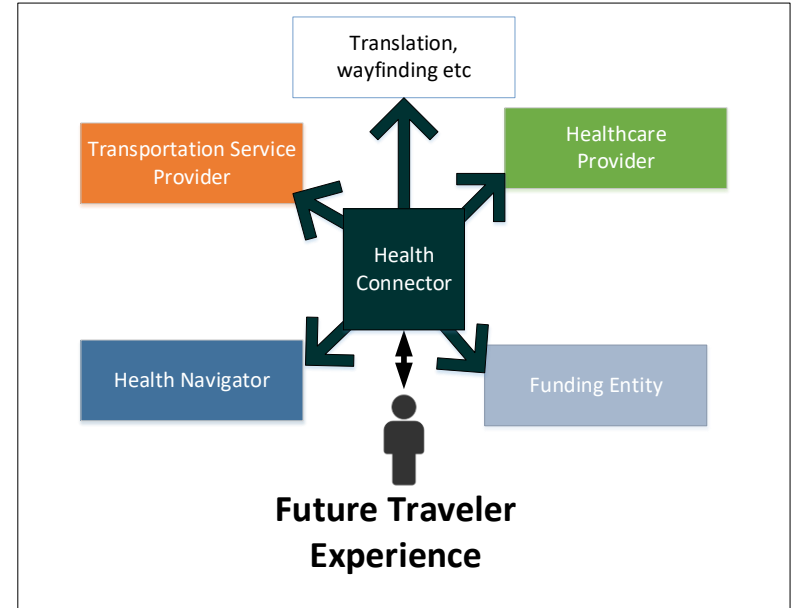 Translation,
wayfinding etc
Transportation Service
Provider
Healthcare
Provider
Health
Connector
Health Navigator
Funding Entity
Future Traveler
Experience